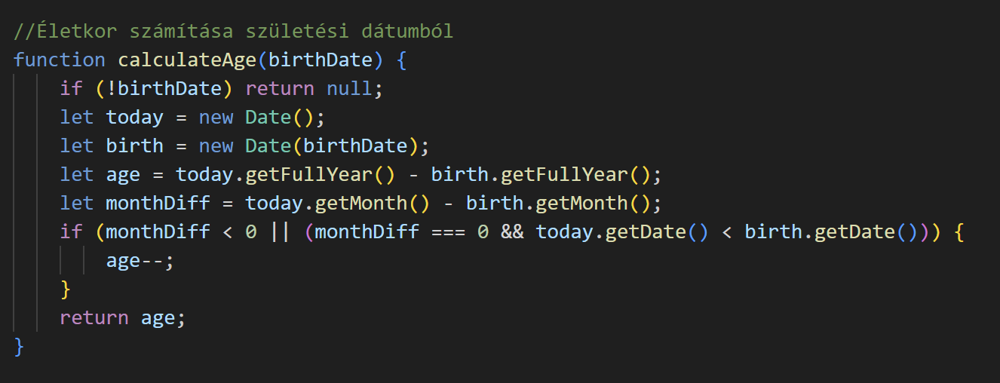 //Életkor számítása születési dátumból
function calculateAge(birthDate) {
    if (!birthDate) return null;
    let today = new Date();
    let birth = new Date(birthDate);
    let age = today.getFullYear() - birth.getFullYear();
    let monthDiff = today.getMonth() - birth.getMonth();
    if (monthDiff < 0 || (monthDiff === 0 && today.getDate() < birth.getDate())) {
        age--;
    }
    return age;
}